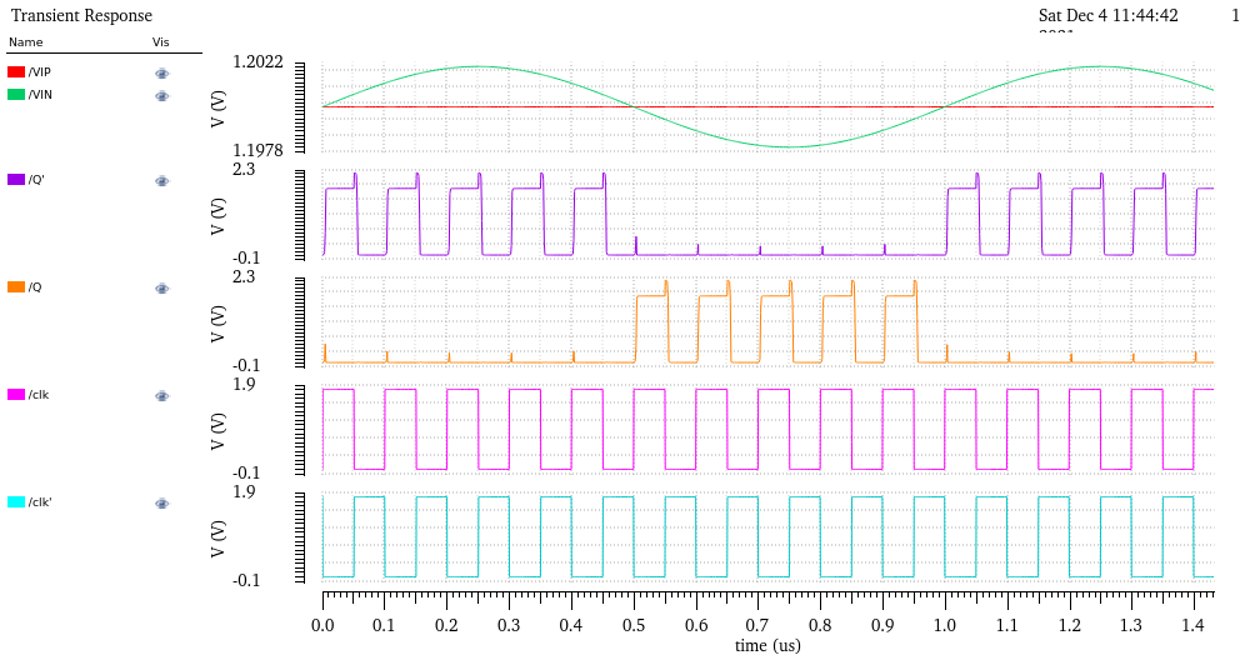 Transient Response
Sat Dec 4 11:44:42 1
2021
Name Vis
/VIP
/VIN
V (V)
1.2022
1.1978
/Q'
V (V)
2.3
-0.1
/Q
V (V)
2.3
-0.1
/clk
V (V)
1.9
-0.1
/clk'
V (V)
1.9
-0.1
0.0 0.1 0.2 0.3 0.4 0.5 0.6 0.7 0.8 0.9 1.0 1.1 1.2 1.3 1.4
time (us)